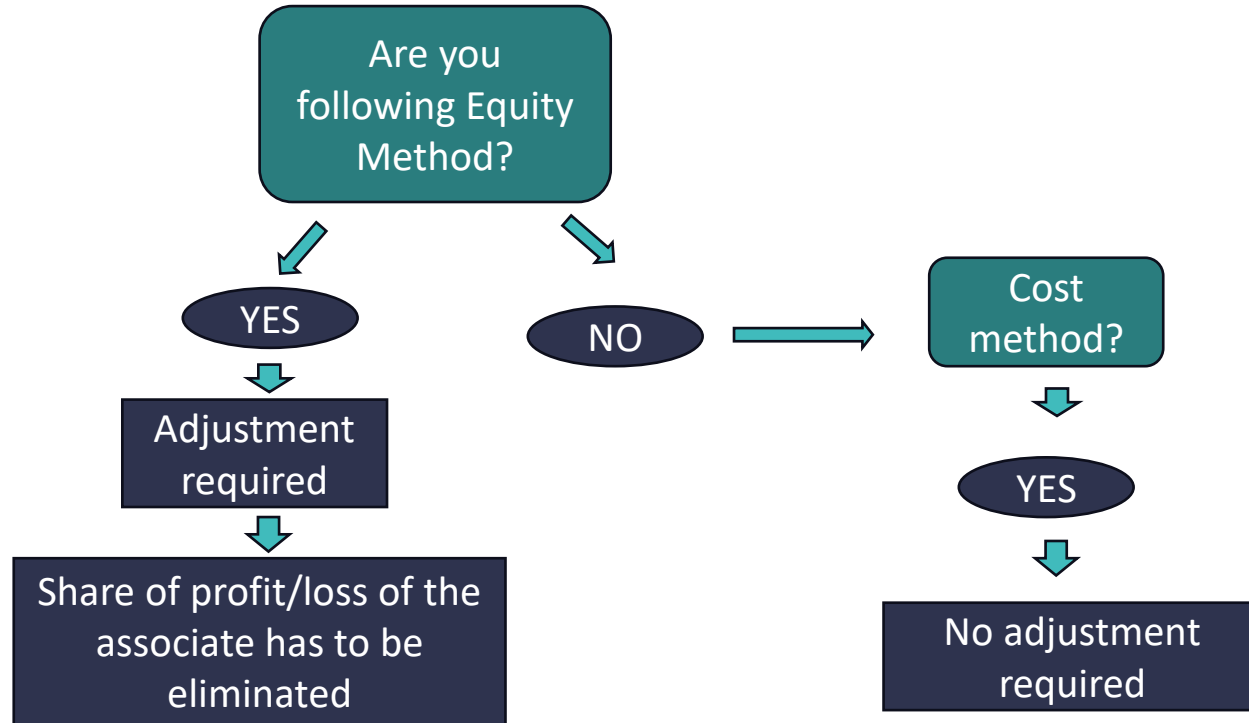 Are you
following Equity
Method?
YES
NO
Cost
method?
Adjustment
required
YES
Share of profit/loss of the
associate has to be
eliminated
No adjustment
required